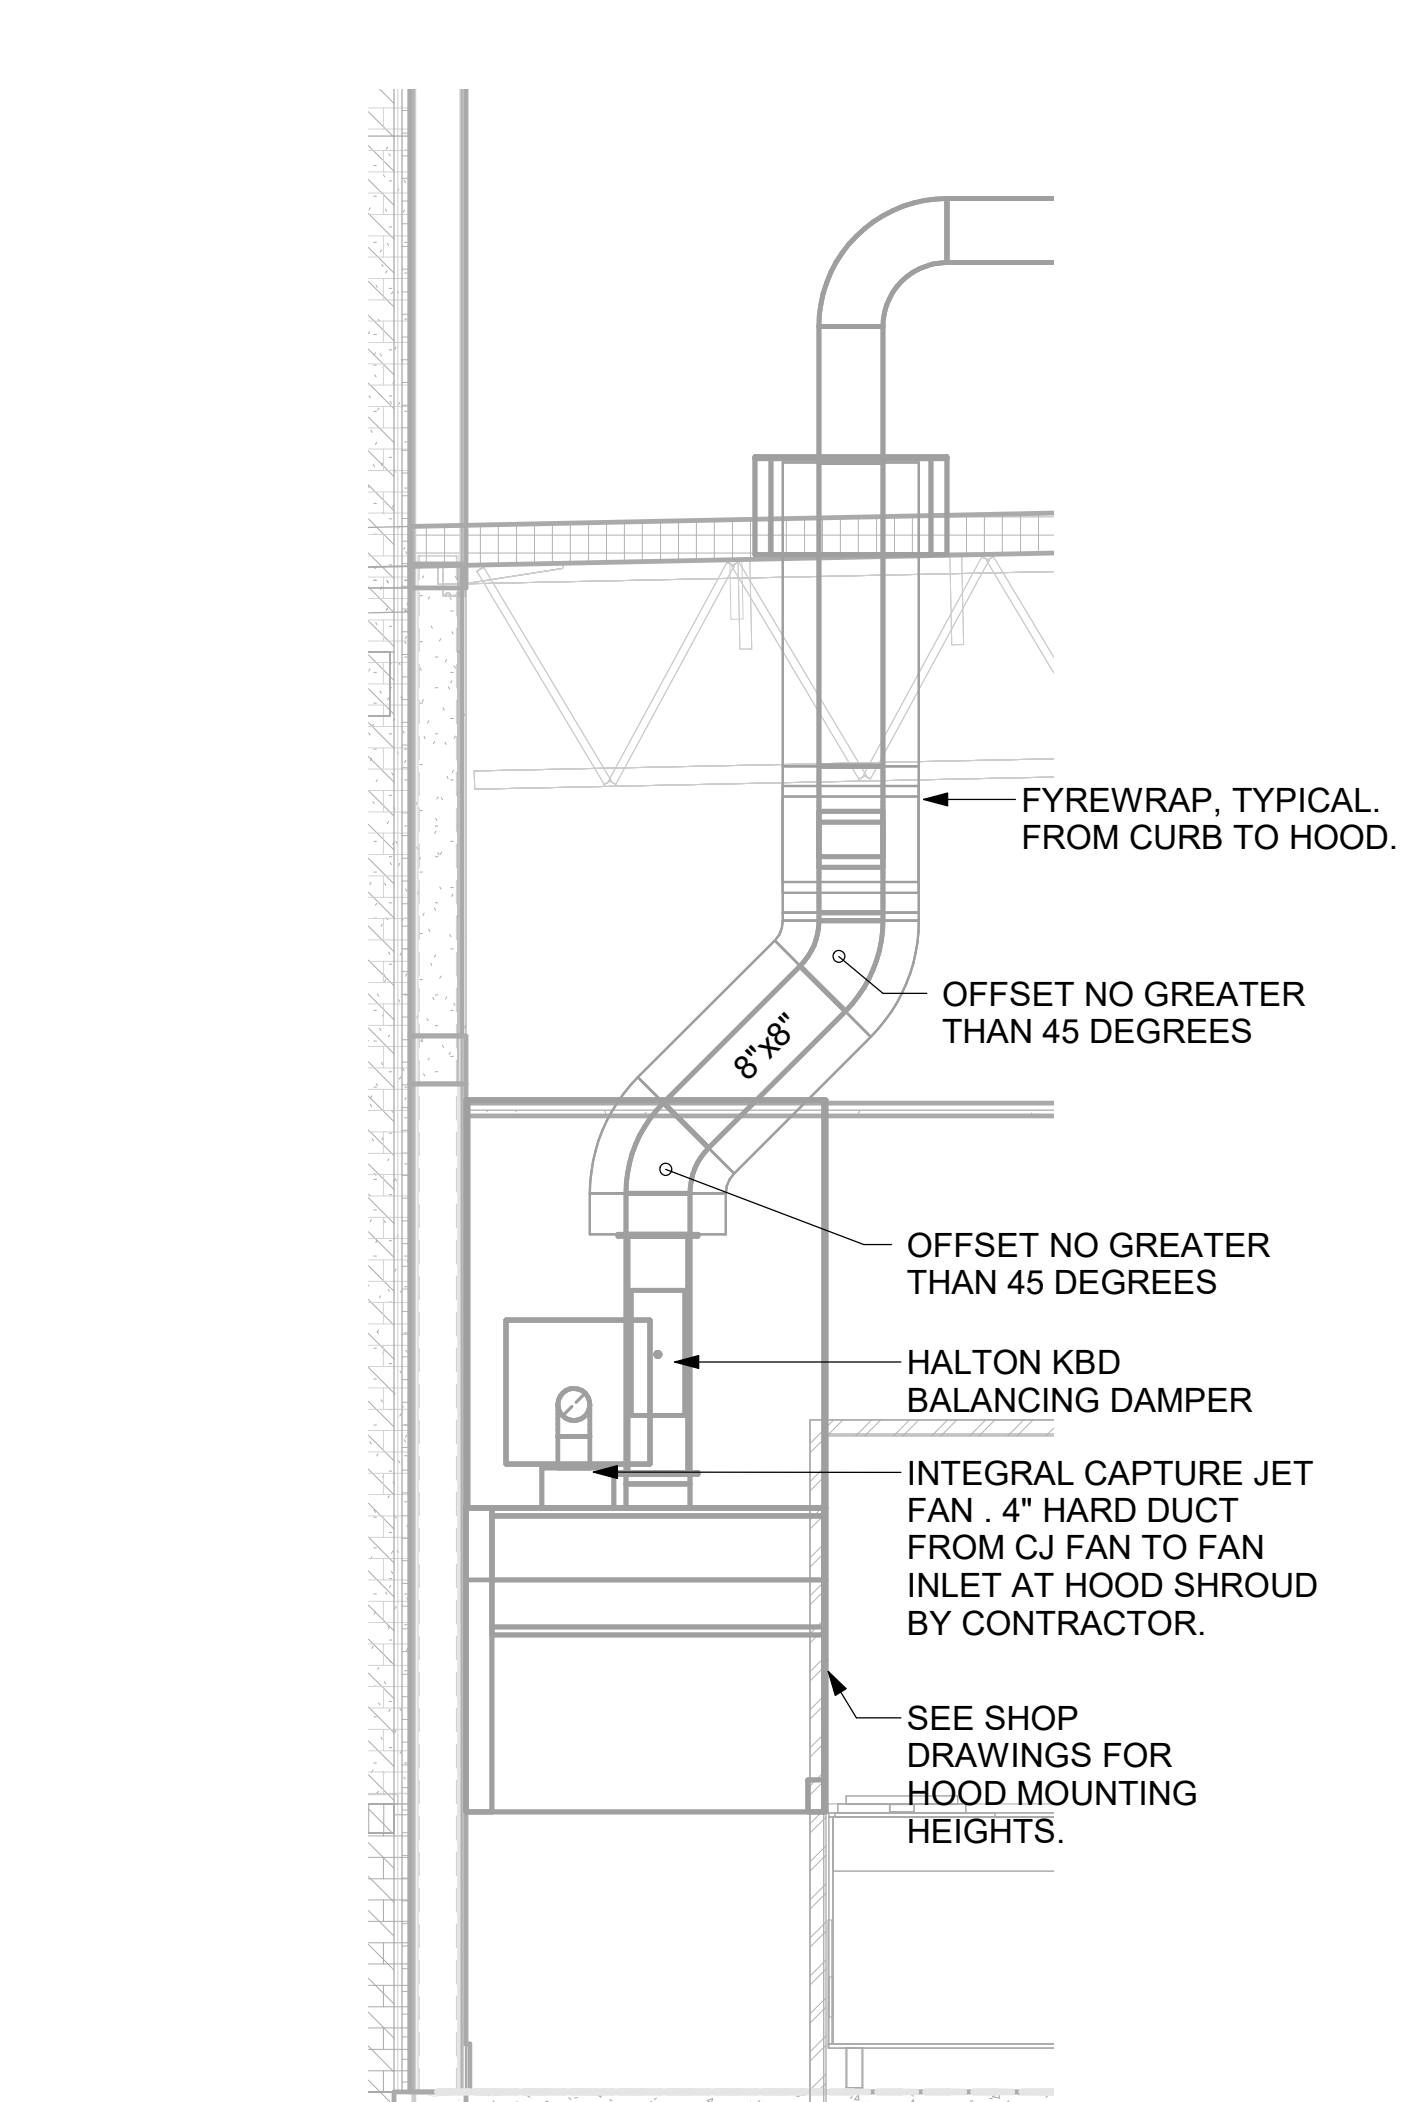 FYREWRAP, TYPICAL.
FROM CURB TO HOOD.
OFFSET NO GREATER
THAN 45 DEGREES
8"x8"
OFFSET NO GREATER
THAN 45 DEGREES
HALTON KBD
BALANCING DAMPER
INTEGRAL CAPTURE JET
FAN . 4" HARD DUCT
FROM CJ FAN TO FAN
INLET AT HOOD SHROUD
BY CONTRACTOR.
SEE SHOP
DRAWINGS FOR
HOOD MOUNTING
HEIGHTS.